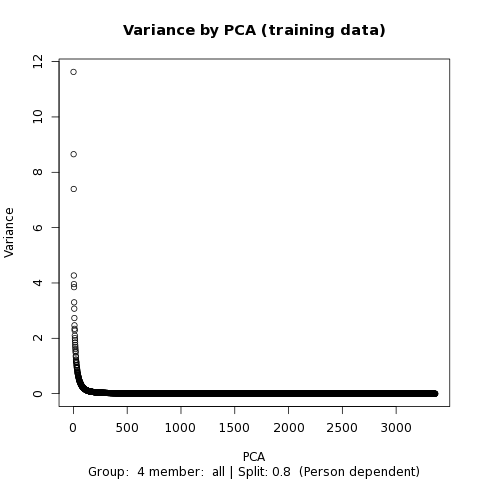 Variance by PCA (training data)
12
10
8
6
4
2
0
Variance
0 500 1000 1500 2000 2500 3000
PCA
Group:  4 member:  all | Split: 0.8  (Person dependent)